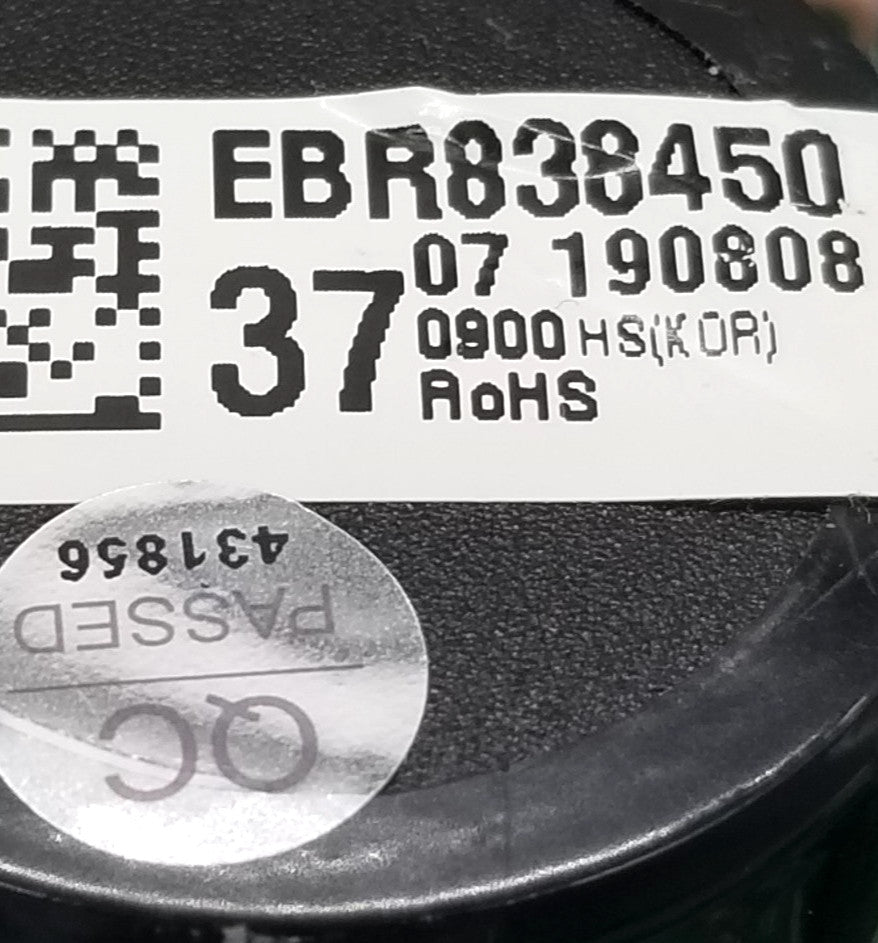 EBR838450
37
07 190808
0900 HS(KOR)
RoHS
431856
PASSED
QC